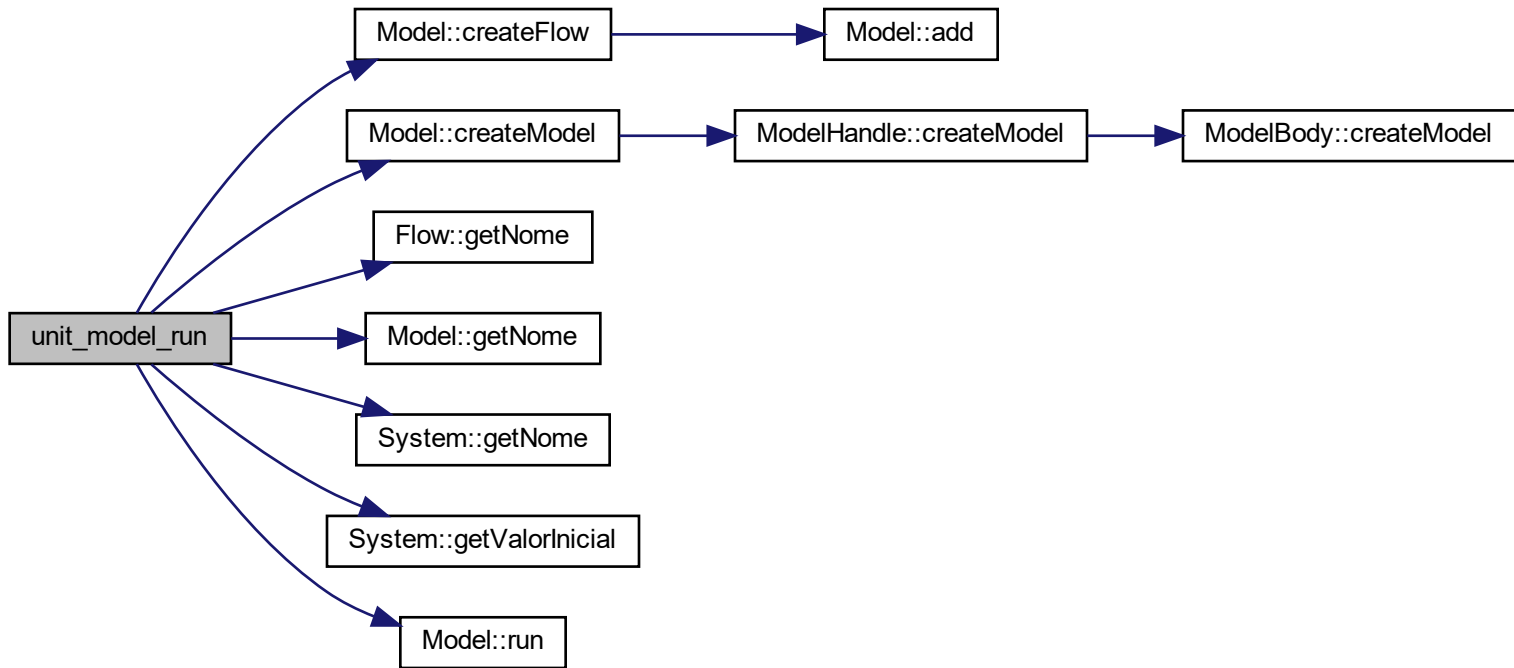 Model::createFlow
Model::add
Model::createModel
ModelHandle::createModel
ModelBody::createModel
Flow::getNome
unit_model_run
Model::getNome
System::getNome
System::getValorInicial
Model::run